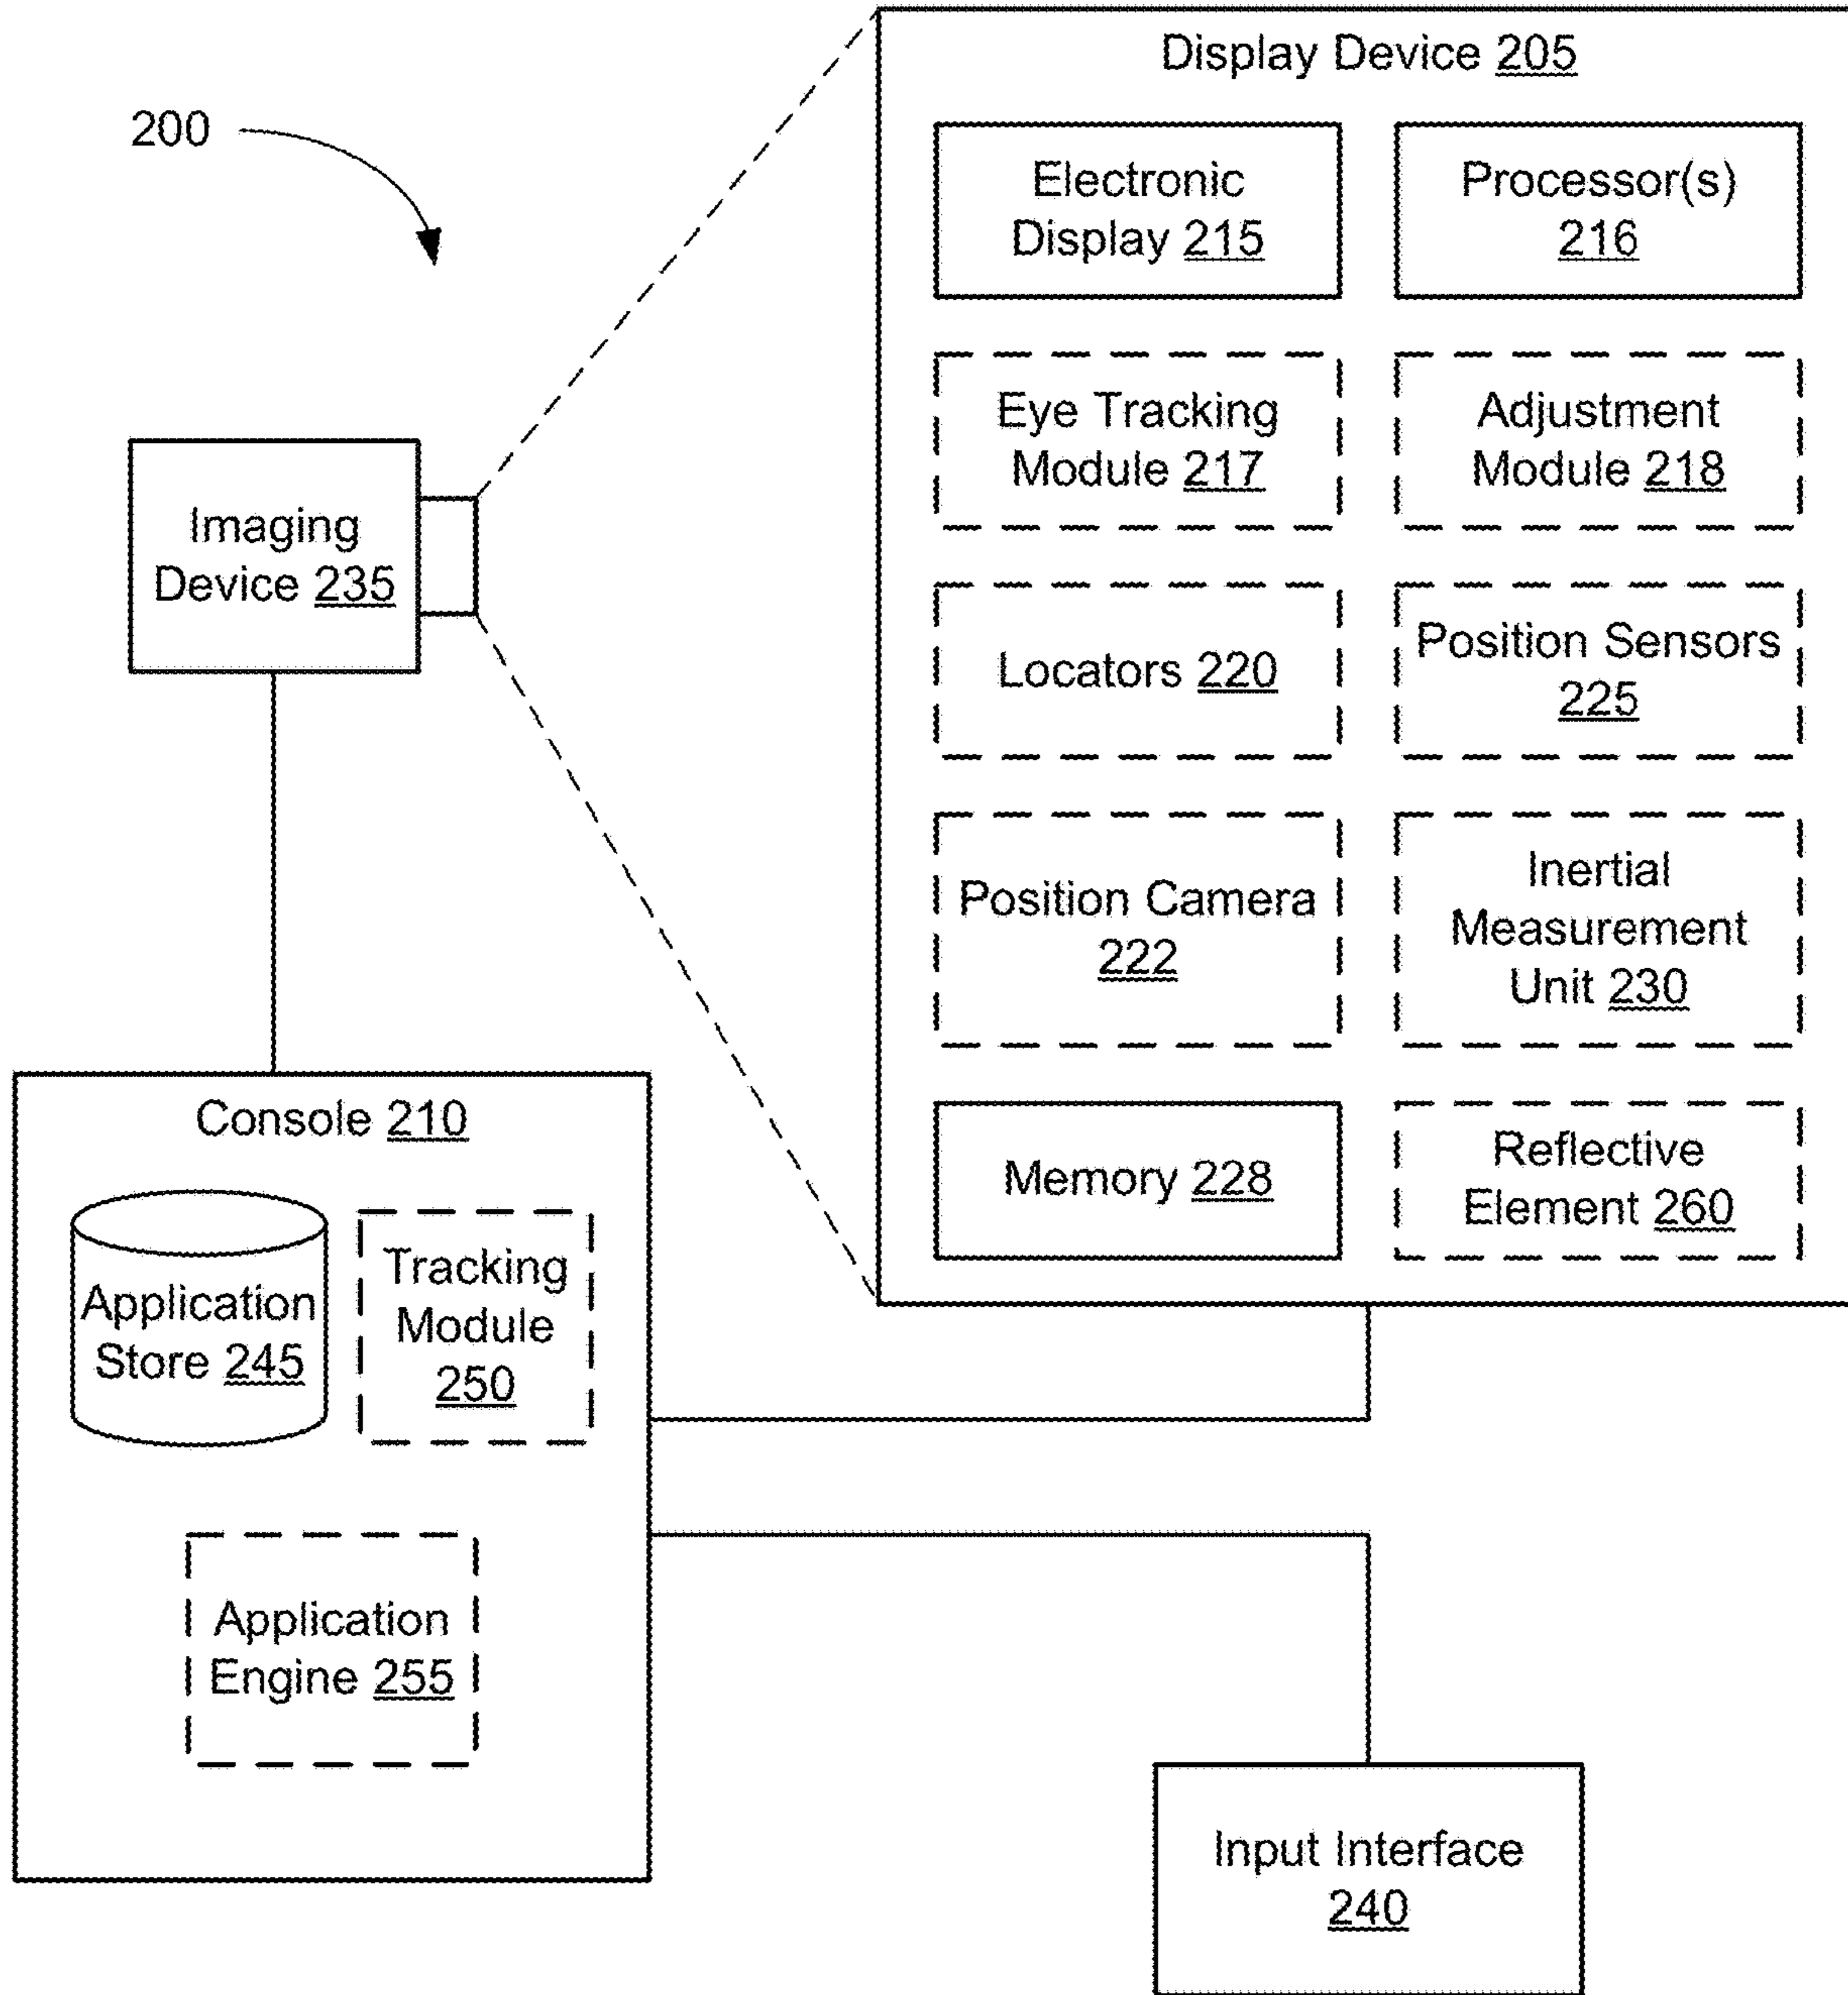 200
Display Device 205
Electronic
Display 215
Processor(s)
216
Eye Tracking
Module 217
Adjustment
Module 218
Locators 220
Position Sensors
225
Position Camera
222
Inertial
Measurement
Unit 230
Memory 228
Reflective
Element 260
Imaging
Device 235
Console 210
Application
Store 245
Tracking
Module
250
Application
Engine 255
Input Interface
240